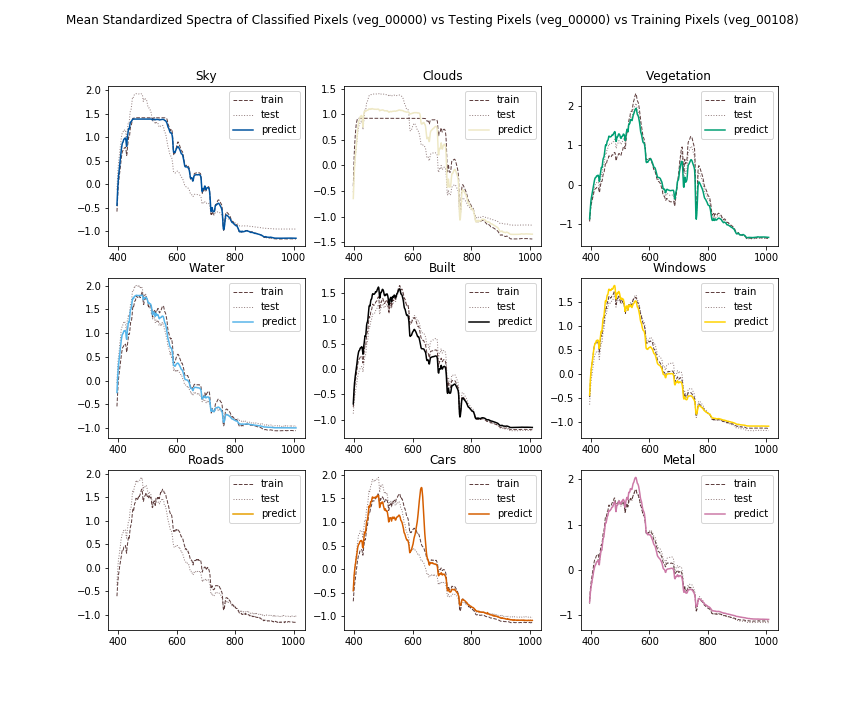 Mean Standardized Spectra of Classified Pixels (veg_00000) vs Testing Pixels (veg_00000) vs Training Pixels (veg_00108)
Sky
2.0
1.5
1.0
0.5
0.0
−0.5
−1.0
400 600 800 1000
train
test
predict
Clouds
1.5
1.0
0.5
0.0
−0.5
−1.0
−1.5
400 600 800 1000
train
test
predict
Vegetation
2
1
0
−1
400 600 800 1000
train
test
predict
Water
2.0
1.5
1.0
0.5
0.0
−0.5
−1.0
400 600 800 1000
train
test
predict
Built
1.5
1.0
0.5
0.0
−0.5
−1.0
400 600 800 1000
train
test
predict
Windows
1.5
1.0
0.5
0.0
−0.5
−1.0
400 600 800 1000
train
test
predict
Roads
2.0
1.5
1.0
0.5
0.0
−0.5
−1.0
400 600 800 1000
train
test
predict
Cars
2.0
1.5
1.0
0.5
0.0
−0.5
−1.0
400 600 800 1000
train
test
predict
Metal
2
1
0
−1
400 600 800 1000
train
test
predict